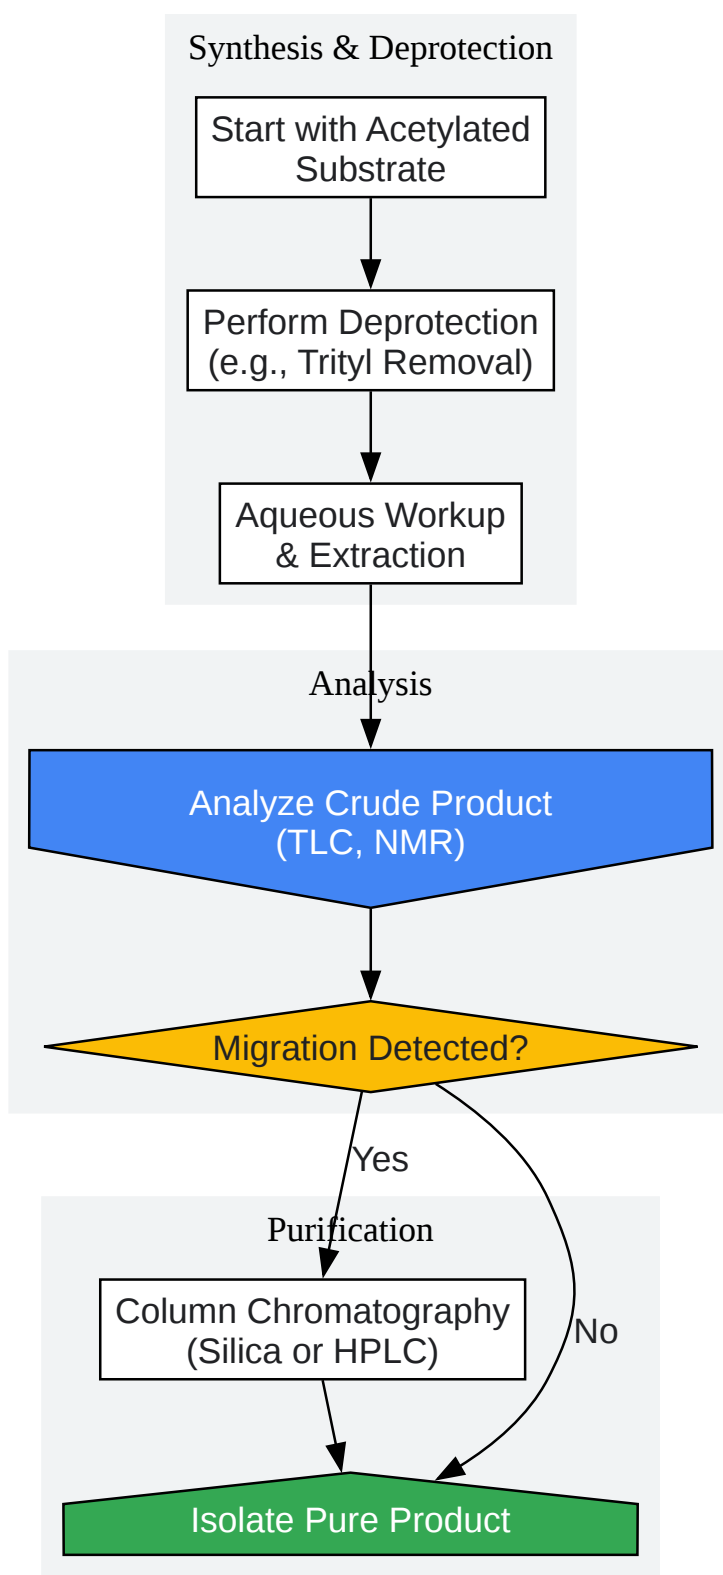 Synthesis & Deprotection
Start with Acetylated
Substrate
Perform Deprotection
(e.g., Trityl Removal)
Aqueous Workup
& Extraction
Analysis
Analyze Crude Product
(TLC, NMR)
Migration Detected?
Yes
Purification
Column Chromatography
(Silica or HPLC)
No
Isolate Pure Product